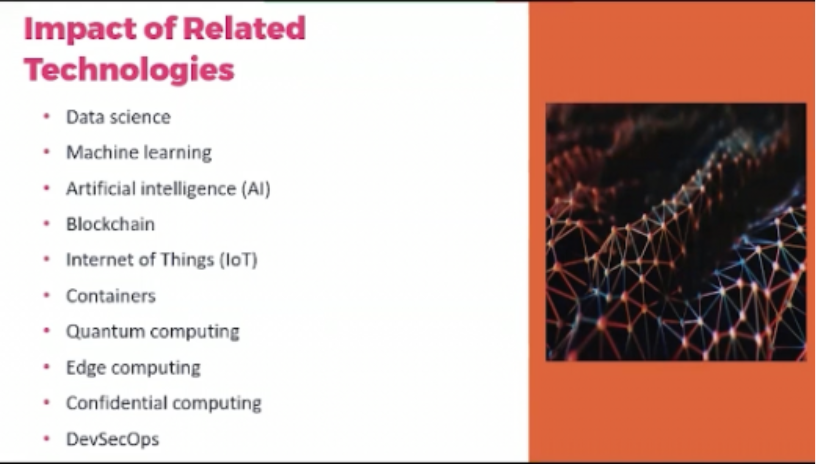 Impact of Related
Technologies
• Data science
• Machine learning
• Artificial intelligence (AI)
• Blockchain
• Internet of Things (IoT)
• Containers
• Quantum computing
• Edge computing
• Confidential computing
• DevSecOps